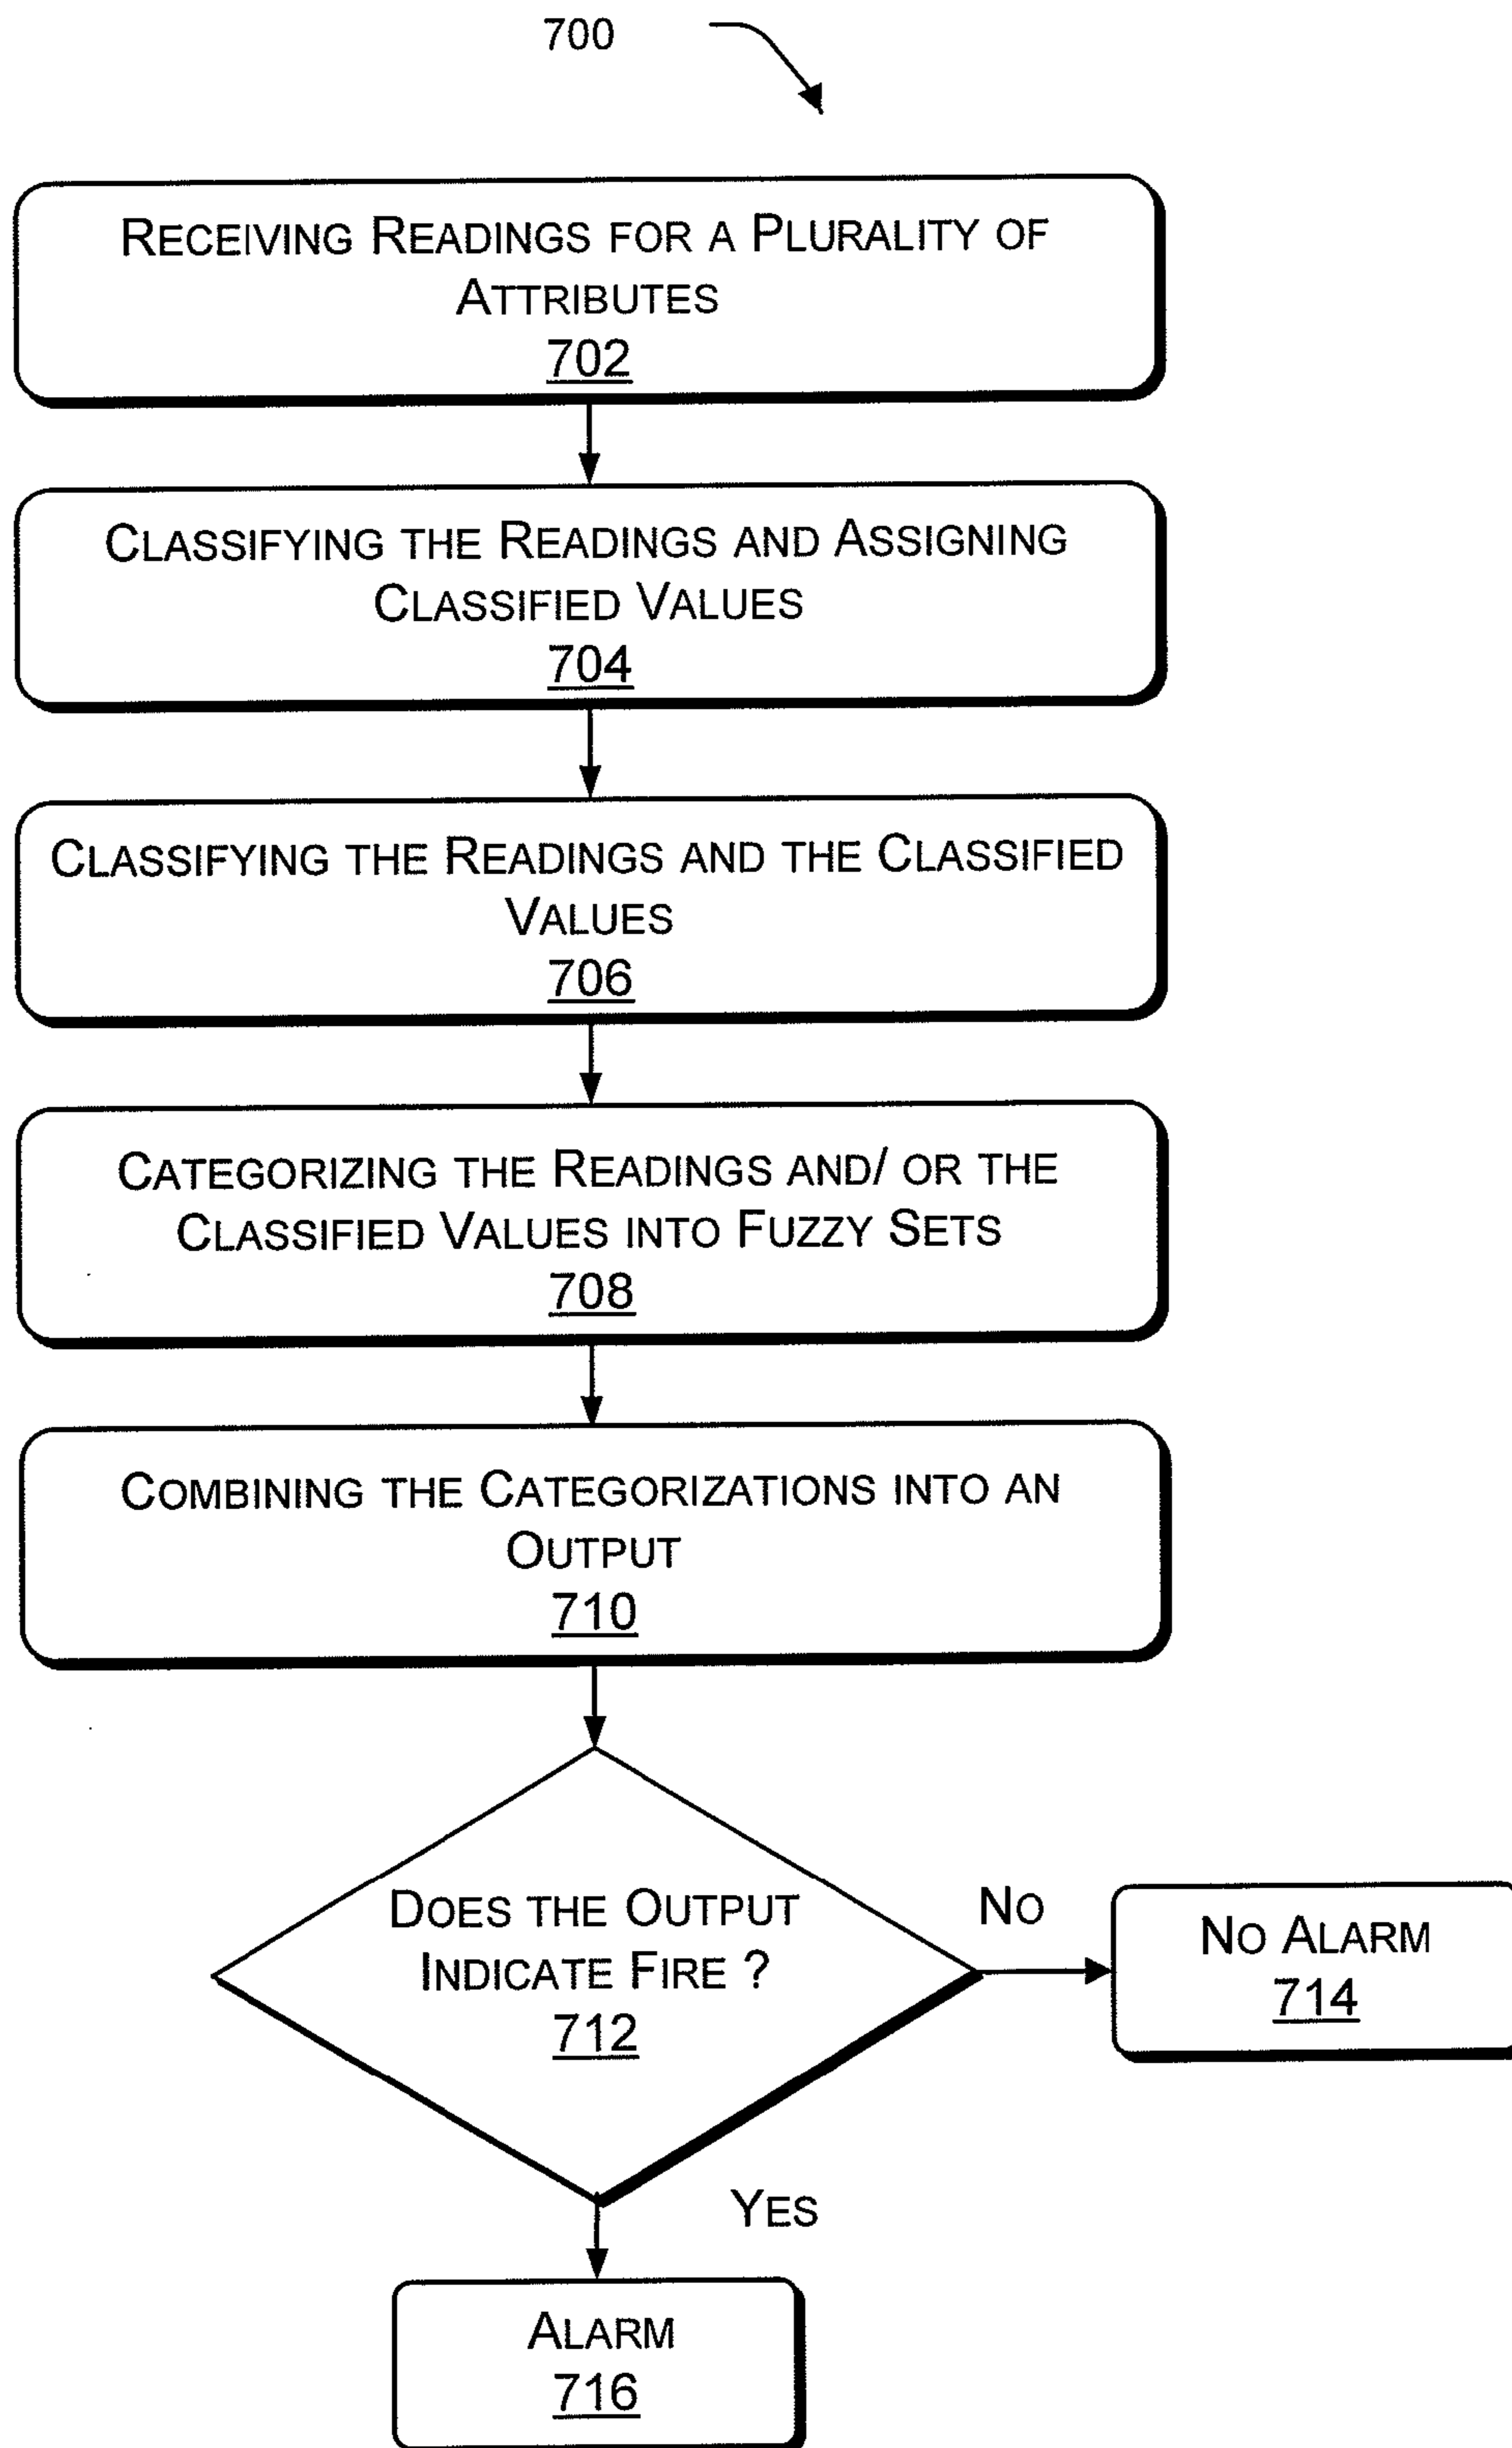 700
RECEIVING READINGS FOR A PLURALITY OF
ATTRIBUTES
702
CLASSIFYING THE READINGS AND ASSIGNING
CLASSIFIED VALUES
704
CLASSIFYING THE READINGS AND THE CLASSIFIED
VALUES
706
CATEGORIZING THE READINGS AND/ OR THE
CLASSIFIED VALUES INTO FUZZY SETS
708
COMBINING THE CATEGORIZATIONS INTO AN
OUTPUT
710
DOES THE OUTPUT
INDICATE FIRE ?
712
NO
NO ALARM
714
YES
ALARM
716